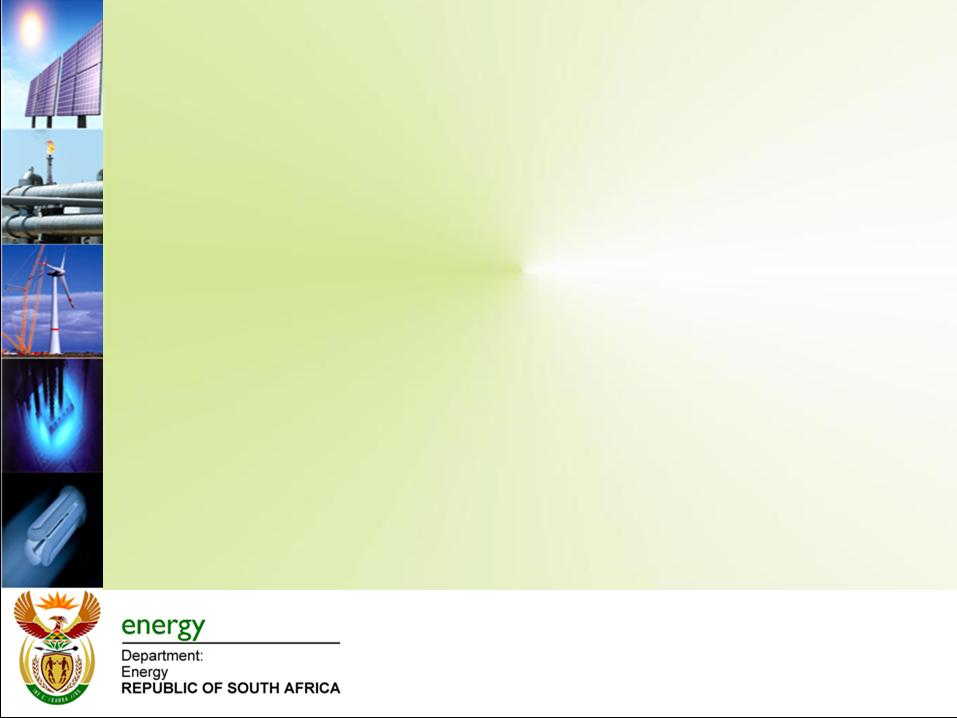 energy
Department:
Energy
REPUBLIC OF SOUTH AFRICA